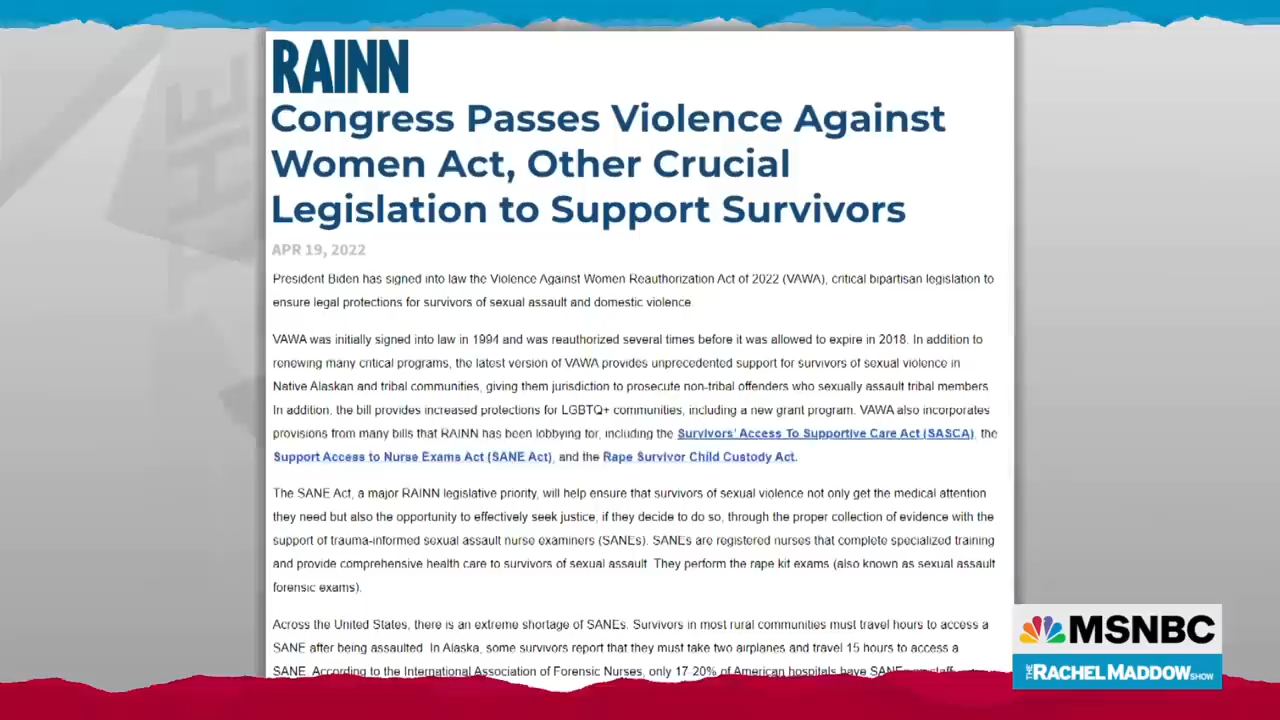 RAINN
Congress Passes Violence Against
Women Act, Other Crucial
Legislation to Support Survivors
APR 19, 2022
President Biden has signed into law the Violence Against Women Reauthorization Act of 2022 (VAWA), critical bipartisan legislation to
ensure legal protections for survivors of sexual assault and domestic violence.
VAWA was initially signed into law in 1994 and was reauthorized several times before it was allowed to expire in 2018. In addition to
renewing many critical programs, the latest version of VAWA provides unprecedented support for survivors of sexual violence in
Native Alaskan and tribal communities, giving them jurisdiction to prosecute non-tribal offenders who sexually assault tribal members.
In addition, the bill provides increased protections for LGBTQ+ communities, including a new grant program. VAWA also incorporates
provisions from many bills that RAINN has been lobbying for, including the Survivors' Access To Supportive Care Act (SASCA), the
Support Access to Nurse Exams Act (SANE Act), and the Rape Survivor Child Custody Act.
The SANE Act, a major RAINN legislative priority, will help ensure that survivors of sexual violence not only get the medical attention
they need but also the opportunity to effectively seek justice, if they decide to do so, through the proper collection of evidence with the
support of trauma-informed sexual assault nurse examiners (SANEs). SANEs are registered nurses that complete specialized training
and provide comprehensive health care to survivors of sexual assault. They perform the rape kit exams (also known as sexual assault
forensic exams).
Across the United States, there is an extreme shortage of SANEs. Survivors in most rural communities must travel hours to access a
SANE after being assaulted. In Alaska, some survivors report that they must take two airplanes and travel 15 hours to access a
SANE. According to the International Association of Forensic Nurses, only 17-20% of American hospitals have
MSNBC
THE RACHEL MADDOW SHOW